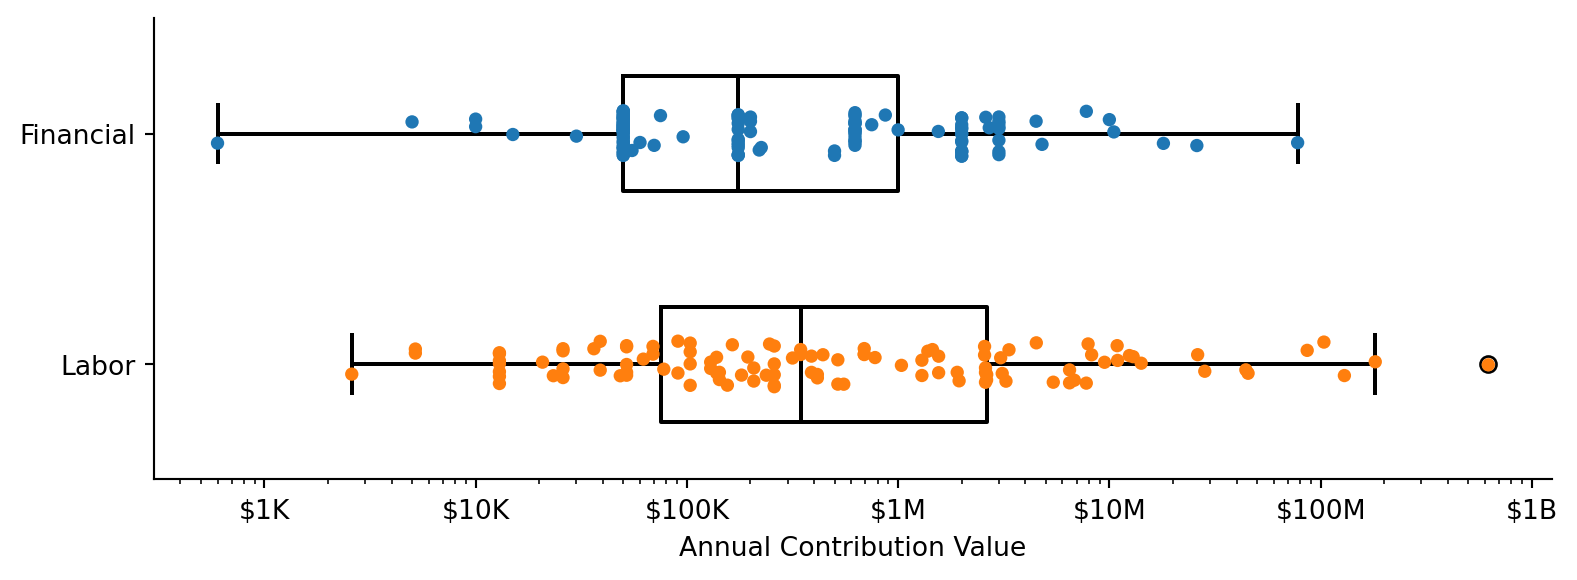 Financial
Labor
$1K $10K $100K $1M $10M $100M $1B
Annual Contribution Value